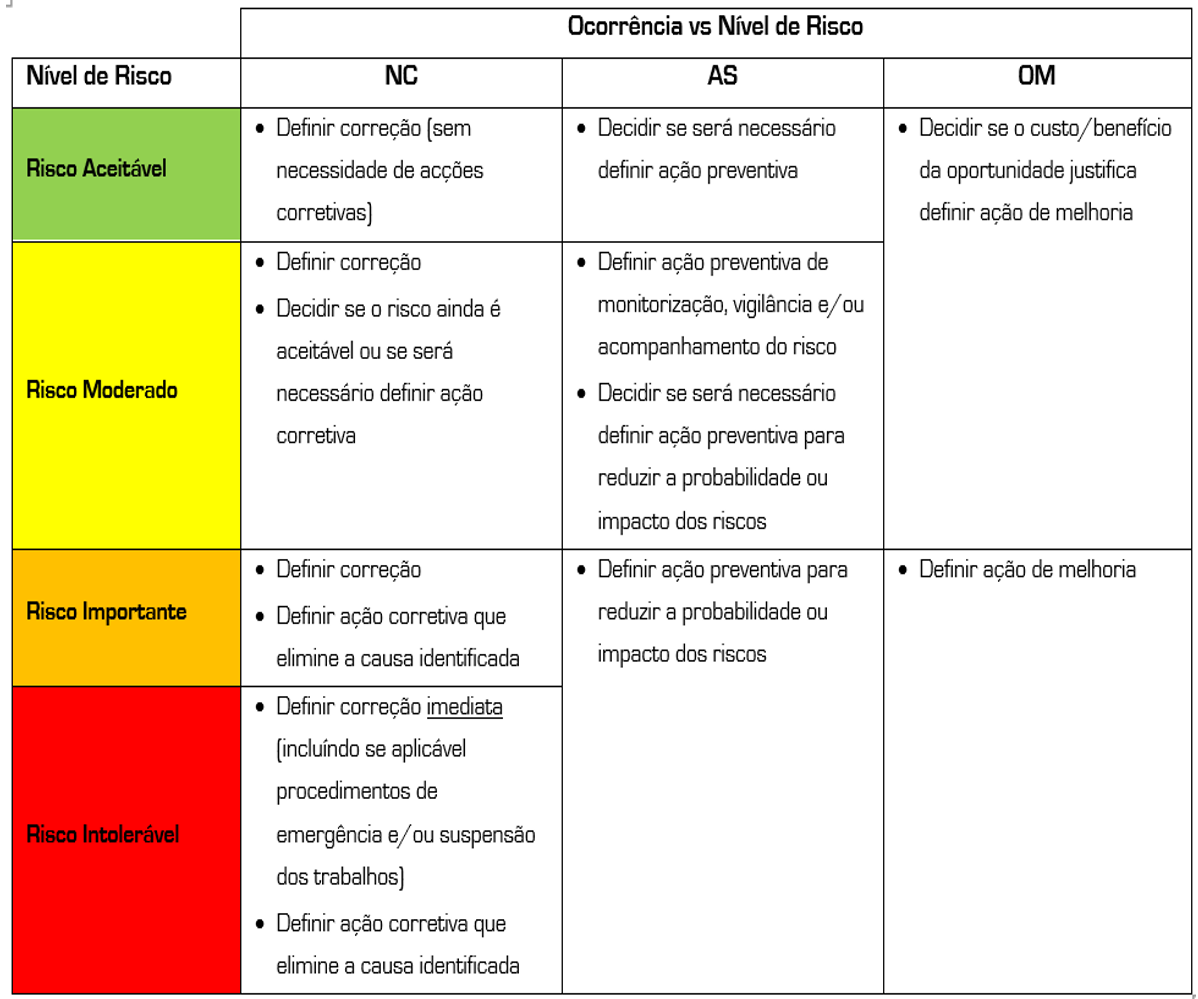 Ocorrência vs Nível de Risco
Nível de Risco
NC
AS
OM
Risco Aceitável
• Definir correção (sem
necessidade de acções
corretivas)
• Decidir se será necessário
definir ação preventiva
• Decidir se o custo/benefício
da oportunidade justifica
definir ação de melhoria
Risco Moderado
• Definir correção
• Decidir se o risco ainda é
aceitável ou se será
necessário definir ação
corretiva
• Definir ação preventiva de
monitorização, vigilância e/ou
acompanhamento do risco
• Decidir se será necessário
definir ação preventiva para
reduzir a probabilidade ou
impacto dos riscos
Risco Importante
• Definir correção
• Definir ação corretiva que
elimine a causa identificada
• Definir ação preventiva para
reduzir a probabilidade ou
impacto dos riscos
• Definir ação de melhoria
Risco Intolerável
• Definir correção imediata
(incluíndo se aplicável
procedimentos de
emergência e/ou suspensão
dos trabalhos)
• Definir ação corretiva que
elimine a causa identificada